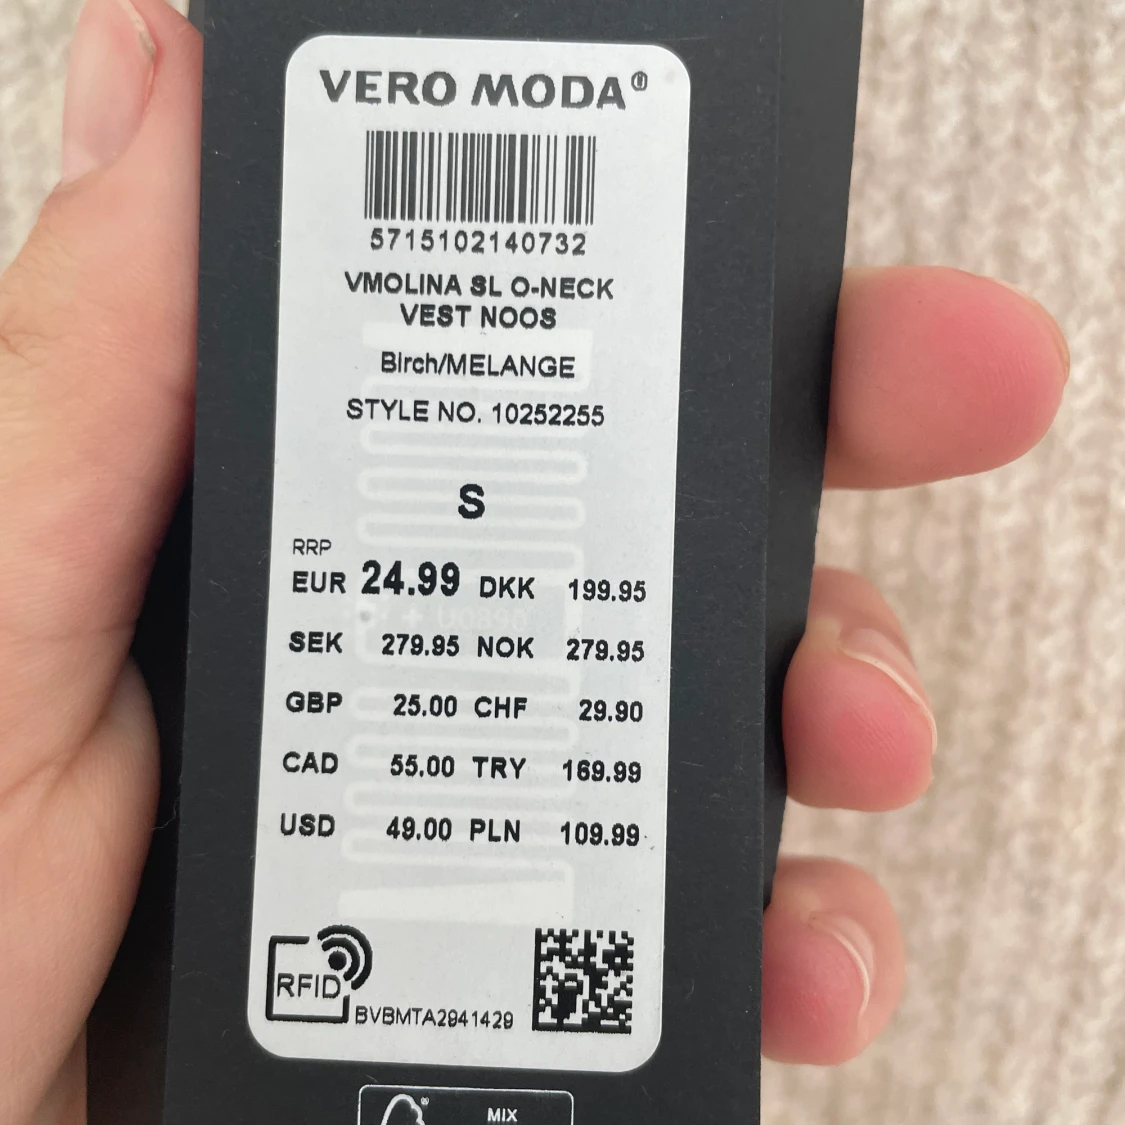 VERO MODA®
5715102140732
VMOLINA SL O-NECK
VEST NOOS
Birch/MELANGE
STYLE NO. 10252255
S
RRP
EUR 24.99 DKK 199.95
SEK 279.95 NOK 279.95
GBP 25.00 CHF 29.90
CAD 55.00 TRY 169.99
USD 49.00 PLN 109.99
RFID
BVBMTA2941429
MIX